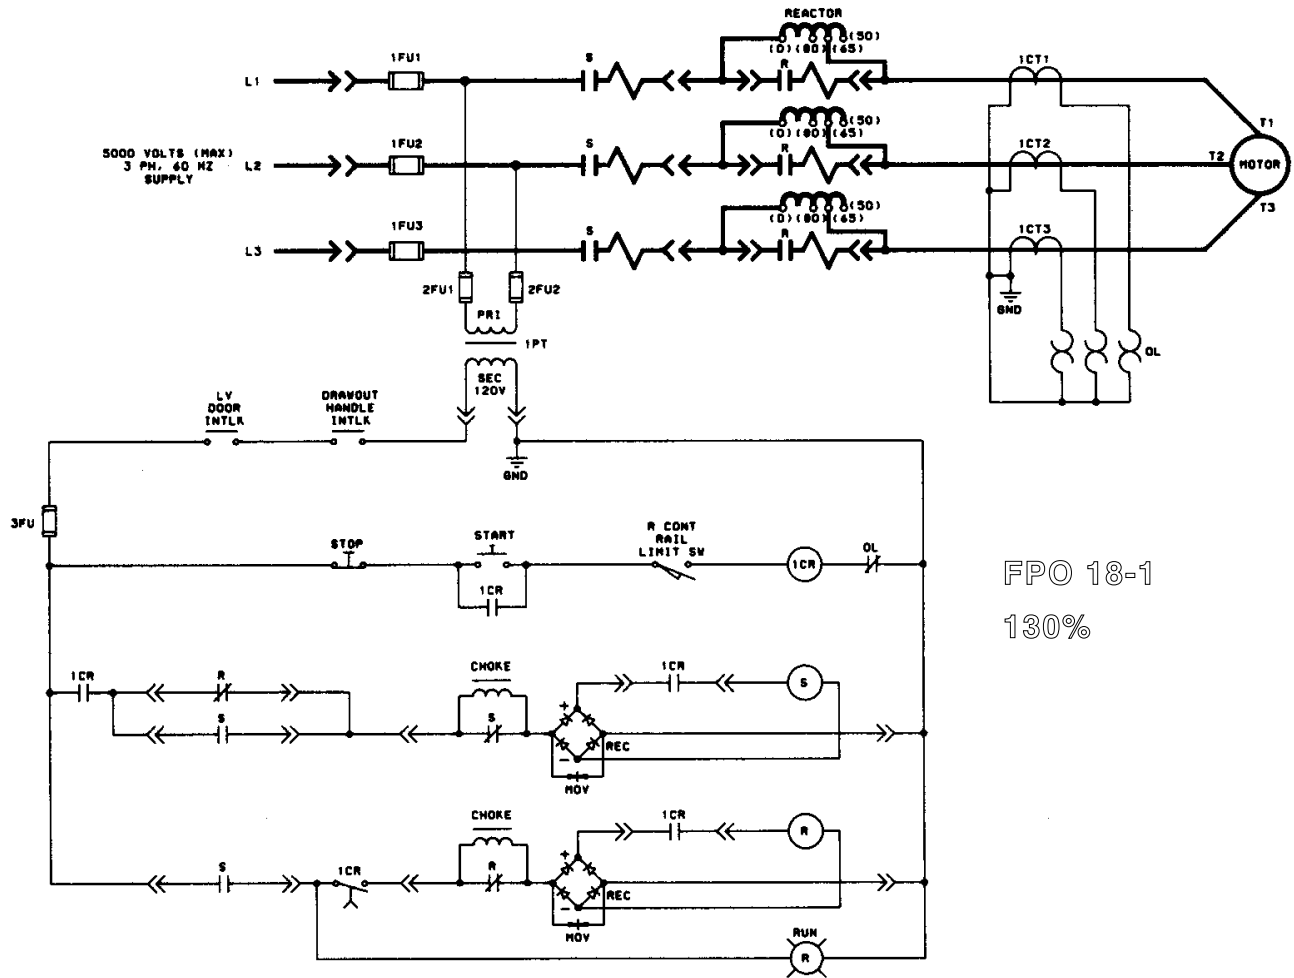 REACTOR
(0) (80) (65) (50)
1FU1
S
R
1CT1
L1
T1
(50)
(0) (80) (65)
5000 VOLTS (MAX)
3 PH, 60 HZ
SUPPLY
1FU2
S
R
1CT2
L2
T2
MOTOR
T3
(50)
(0) (80) (65)
1FU3
S
R
1CT3
L3
2FU1
2FU2
GND
PRI
1PT
OL
SEC
120V
LV
DOOR
INTLK
DRAWOUT
HANDLE
INTLK
GND
3FU
STOP
START
R CONT
RAIL
LIMIT SW
1CR
OL
1CR
FPO 18-1
130%
1CR
R
CHOKE
1CR
S
S
S
+
REC
-
MOV
CHOKE
1CR
R
S
1CR
R
+
REC
-
MOV
RUN
R